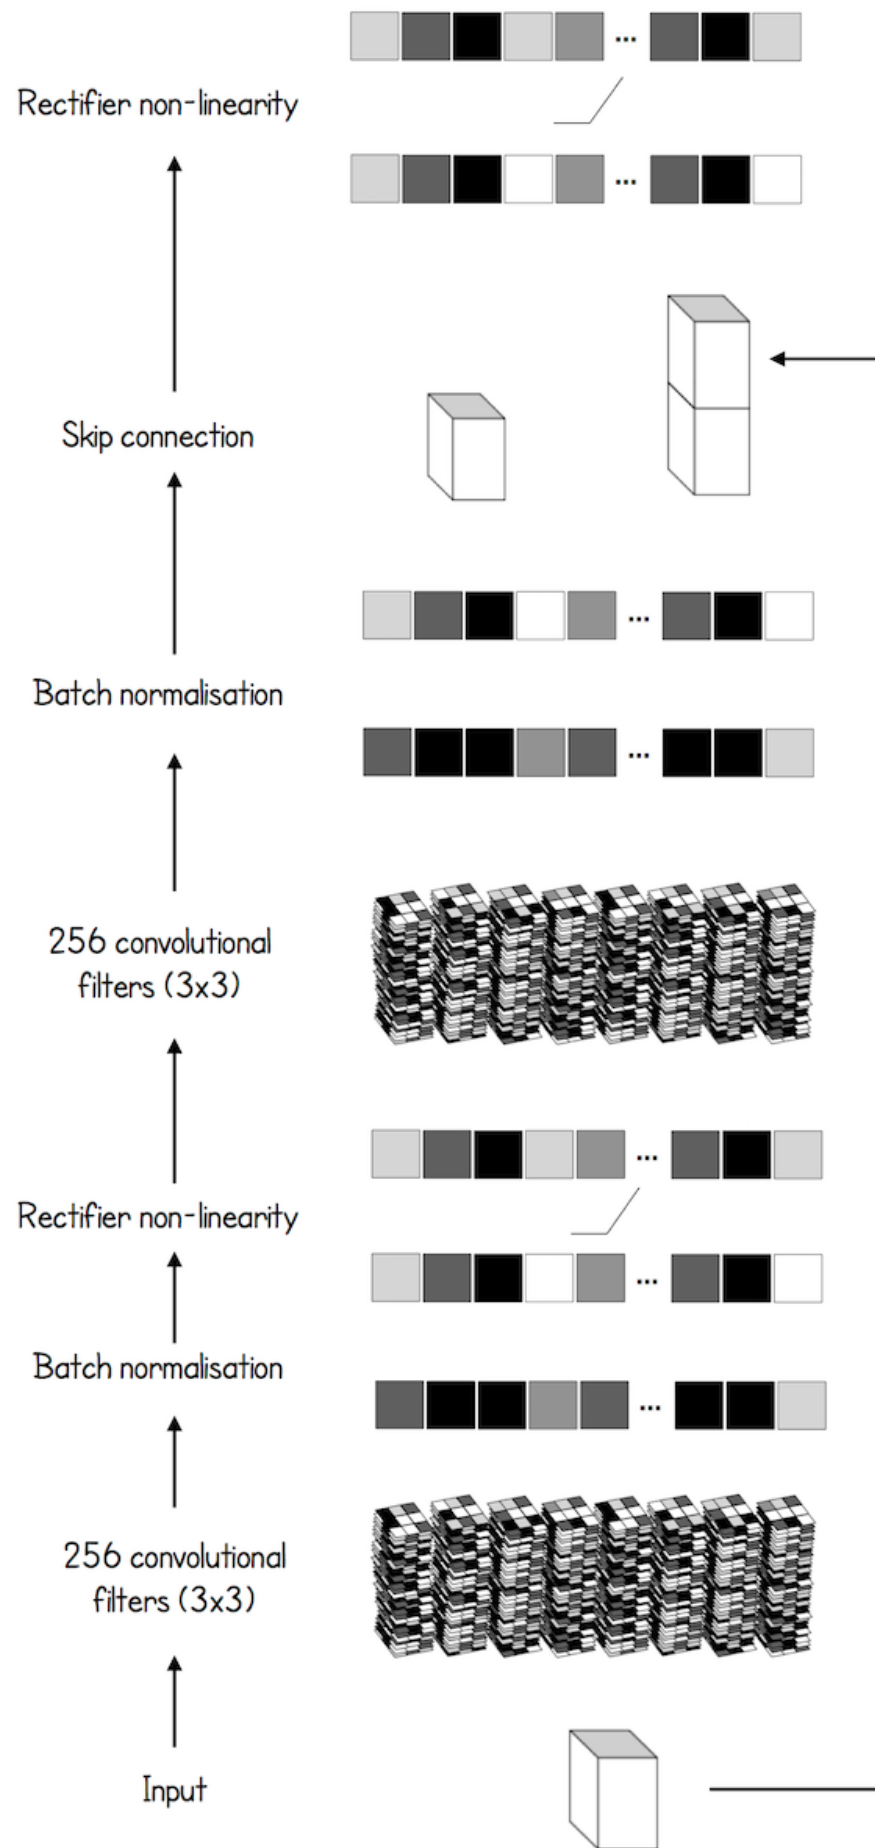 Rectifier non-linearity
Skip connection
Batch normalisation
256 convolutional
filters (3x3)
Rectifier non-linearity
Batch normalisation
256 convolutional
filters (3x3)
Input